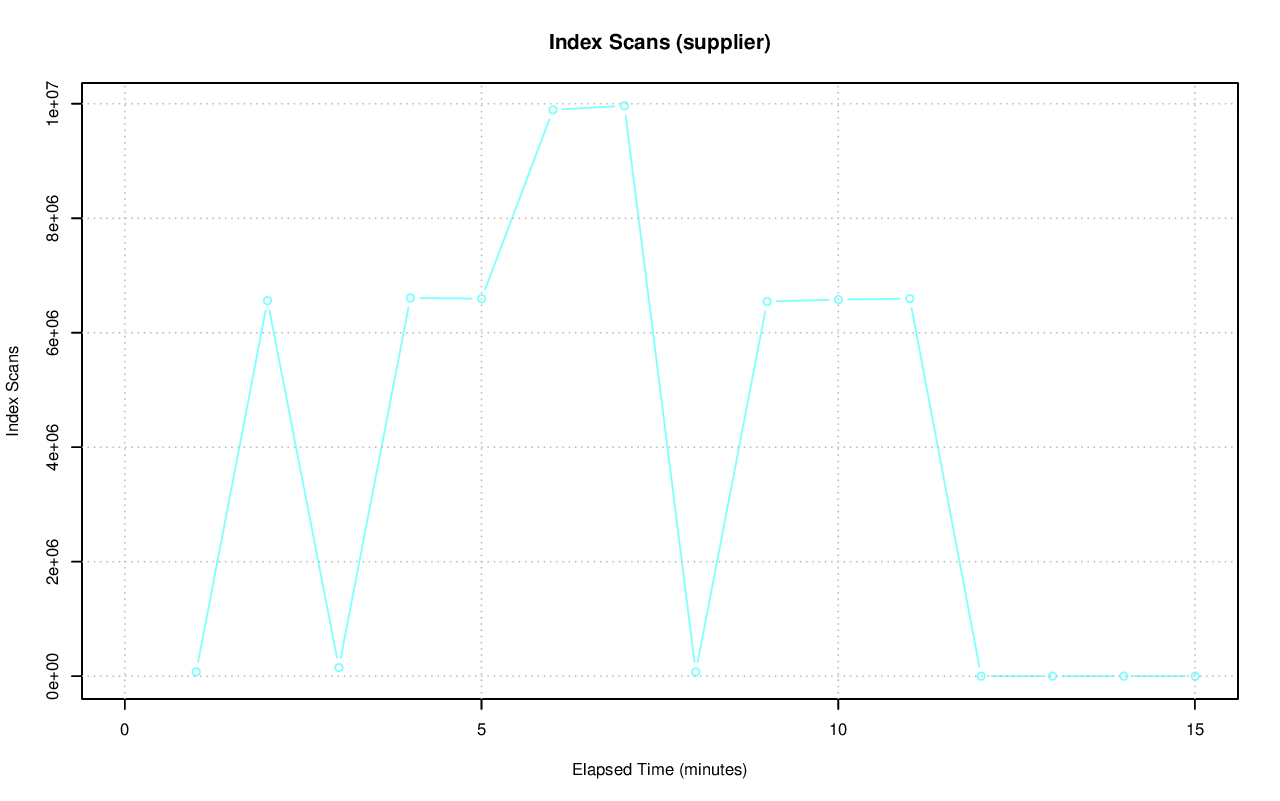 Index Scans (supplier)
1e+07
8e+06
6e+06
4e+06
2e+06
0e+00
Index Scans
0 5 10 15
Elapsed Time (minutes)